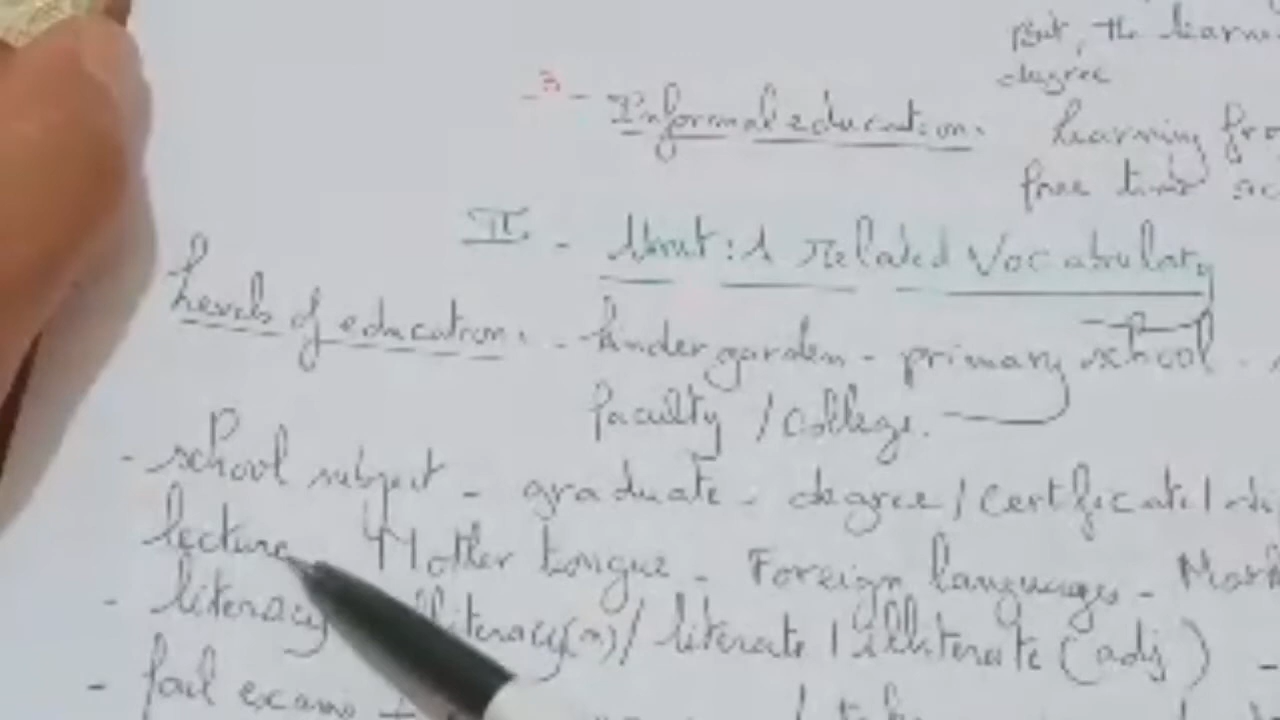 but, the learn
degree
-3- Informal education: learning fro
free time
II - Unit: 1 Related Vocabulary
Levels of education: - kindergarden - primary school -
faculty / College.
- school subject - graduate - degree / Certificate /
lecture Mother tongue - Foreign languages - Mark
- literacy illiteracy(n) / literate / illiterate (adj)
- fail exams